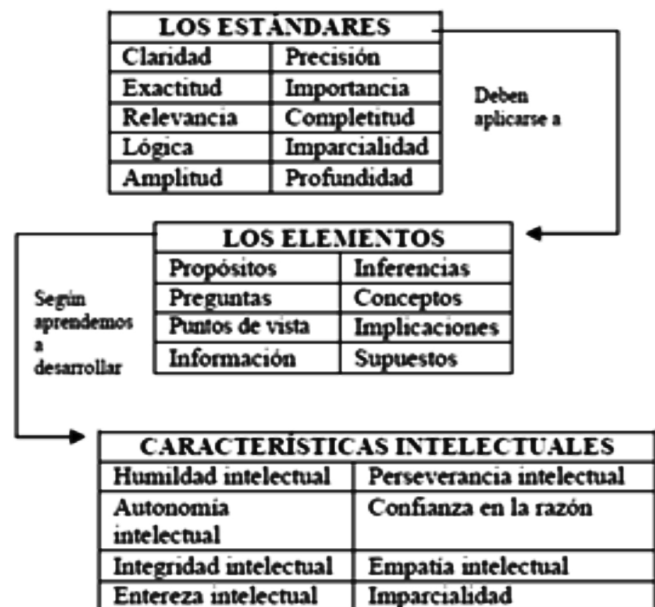 LOS ESTÁNDARES
Claridad Precisión
Exactitud Importancia
Relevancia Completitud
Lógica Imparcialidad
Amplitud Profundidad
Deben
aplicarse a
LOS ELEMENTOS
Propósitos Inferencias
Preguntas Conceptos
Puntos de vista Implicaciones
Información Supuestos
Según
aprendemos
a
desarrollar
CARACTERÍSTICAS INTELECTUALES
Humildad intelectual Perseverancia intelectual
Autonomía Confianza en la razón
intelectual
Integridad intelectual Empatía intelectual
Entereza intelectual Imparcialidad